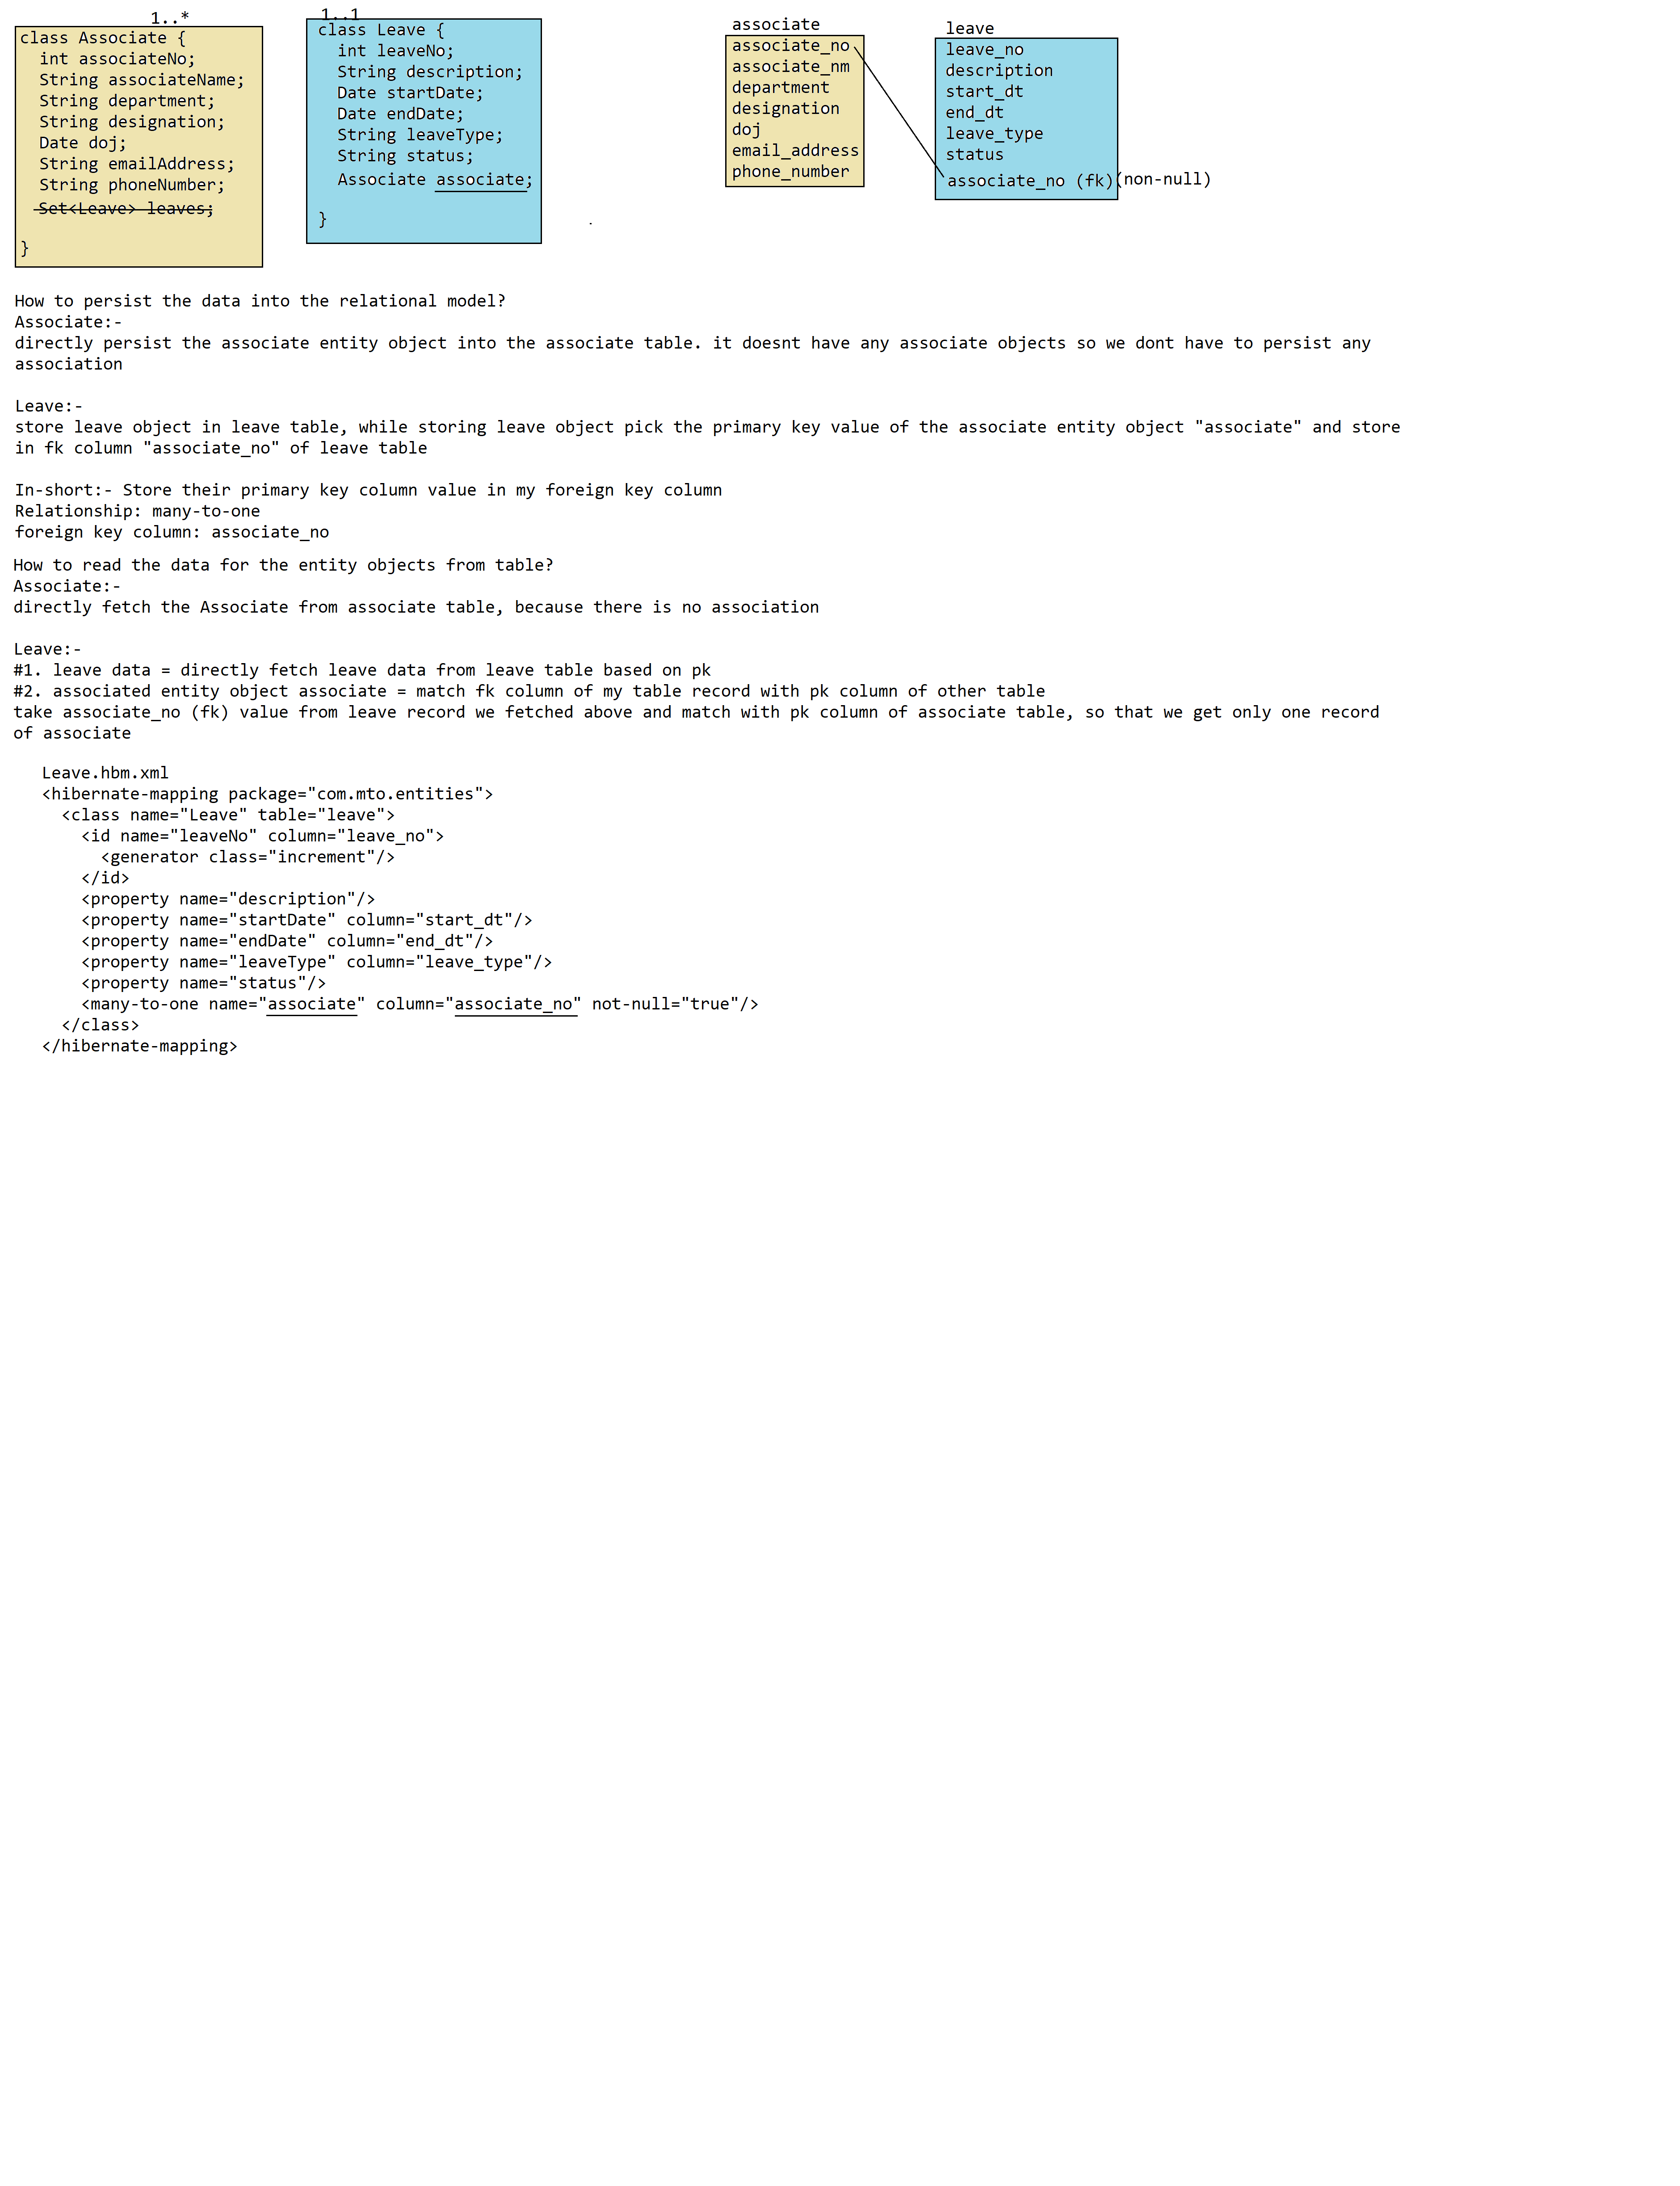 1..*
class Associate {
  int associateNo;
  String associateName;
  String department;
  String designation;
  Date doj;
  String emailAddress;
  String phoneNumber;
  Set<Leave> leaves;
}
1..1
class Leave {
  int leaveNo;
  String description;
  Date startDate;
  Date endDate;
  String leaveType;
  String status;
  Associate associate;
}
associate
associate_no
associate_nm
department
designation
doj
email_address
phone_number
leave
leave_no
description
start_dt
end_dt
leave_type
status
associate_no (fk)(non-null)
How to persist the data into the relational model?
Associate:-
directly persist the associate entity object into the associate table. it doesnt have any associate objects so we dont have to persist any
association
Leave:-
store leave object in leave table, while storing leave object pick the primary key value of the associate entity object "associate" and store
in fk column "associate_no" of leave table
In-short:- Store their primary key column value in my foreign key column
Relationship: many-to-one
foreign key column: associate_no
How to read the data for the entity objects from table?
Associate:-
directly fetch the Associate from associate table, because there is no association
Leave:-
#1. leave data = directly fetch leave data from leave table based on pk
#2. associated entity object associate = match fk column of my table record with pk column of other table
take associate_no (fk) value from leave record we fetched above and match with pk column of associate table, so that we get only one record
of associate
Leave.hbm.xml
<hibernate-mapping package="com.mto.entities">
  <class name="Leave" table="leave">
    <id name="leaveNo" column="leave_no">
      <generator class="increment"/>
    </id>
    <property name="description"/>
    <property name="startDate" column="start_dt"/>
    <property name="endDate" column="end_dt"/>
    <property name="leaveType" column="leave_type"/>
    <property name="status"/>
    <many-to-one name="associate" column="associate_no" not-null="true"/>
  </class>
</hibernate-mapping>